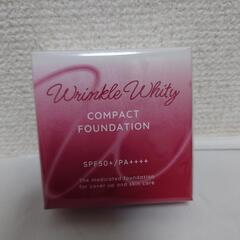 Wrinkle Whity
COMPACT
FOUNDATION
SPF50+/PA++++
The medicated foundation
for cover up and skin care